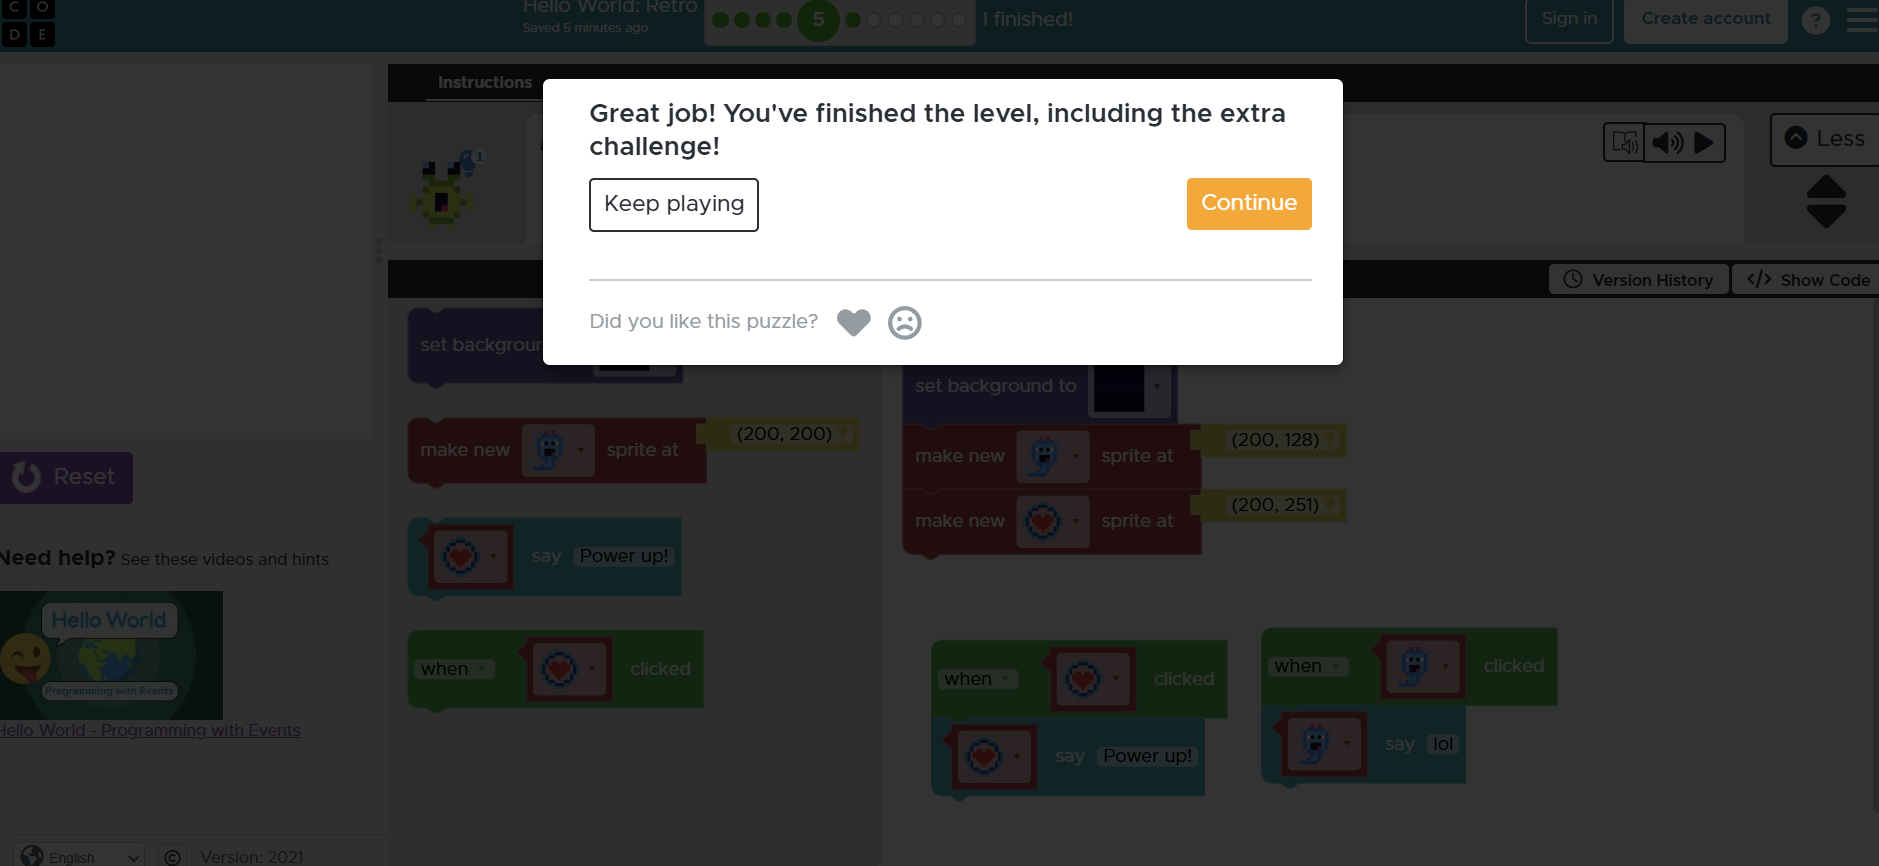 C O
D E
Hello World: Retro
Saved 5 minutes ago
5
I finished!
Sign in
Create account
?
Instructions
Great job! You've finished the level, including the extra
challenge!
Keep playing
Continue
Did you like this puzzle?
1
Less
Version History
</> Show Code
set backgroun
make new sprite at (200, 200)
say Power up!
when clicked
set background to
make new sprite at (200, 128)
make new sprite at (200, 251)
when clicked
say Power up!
when clicked
say lol
Reset
Need help? See these videos and hints
Hello World
Programming with Events
Hello World - Programming with Events
English
©
Version: 2021